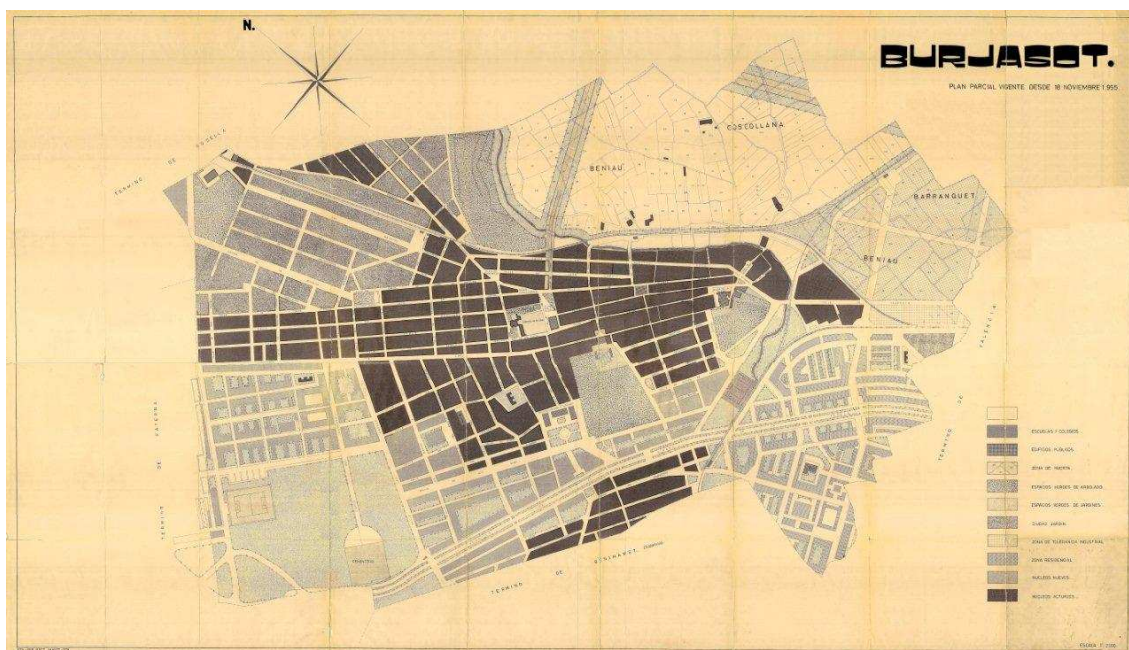 N.
BURJASOT.
PLAN PARCIAL VIGENTE DESDE 18 NOVIEMBRE 1.955
TERMINO DE GODELLA
COSCOLLANA
BENIAU
BARRANQUET
BENIAU
TERMINO DE VALENCIA
TERMINO DE PATERNA
TERMINO DE BENIMAMET
ESCUELAS Y COLEGIOS
EDIFICIOS PUBLICOS
ZONA DE HUERTA
ESPACIOS VERDES DE ARBOLADO
ESPACIOS VERDES DE JARDINES
CIUDAD JARDIN
ZONA DE TOLERANCIA INDUSTRIAL
ZONA RESIDENCIAL
NUCLEOS NUEVOS
NUCLEOS ACTUALES